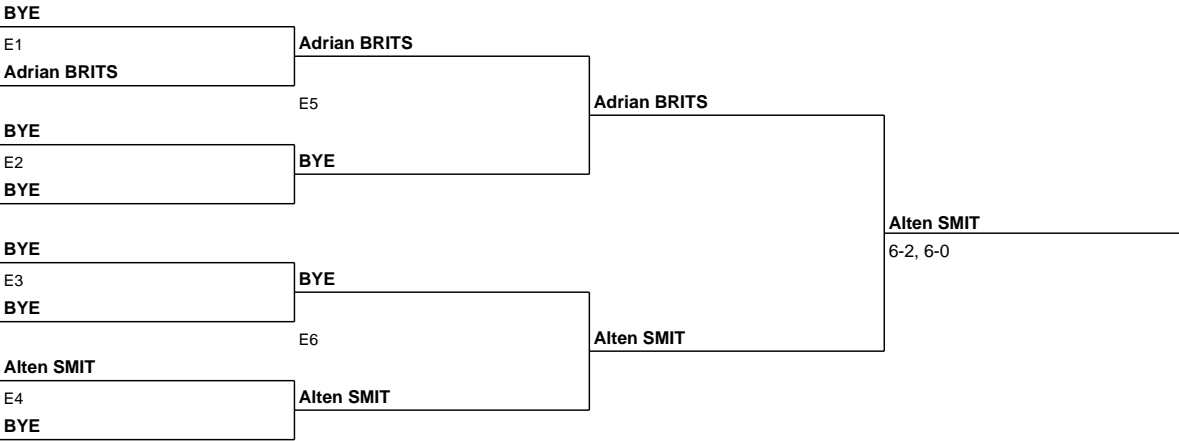 BYE
E1
Adrian BRITS
Adrian BRITS
E5
Adrian BRITS
BYE
E2
BYE
BYE
Alten SMIT
6-2, 6-0
BYE
E3
BYE
BYE
E6
Alten SMIT
Alten SMIT
E4
Alten SMIT
BYE